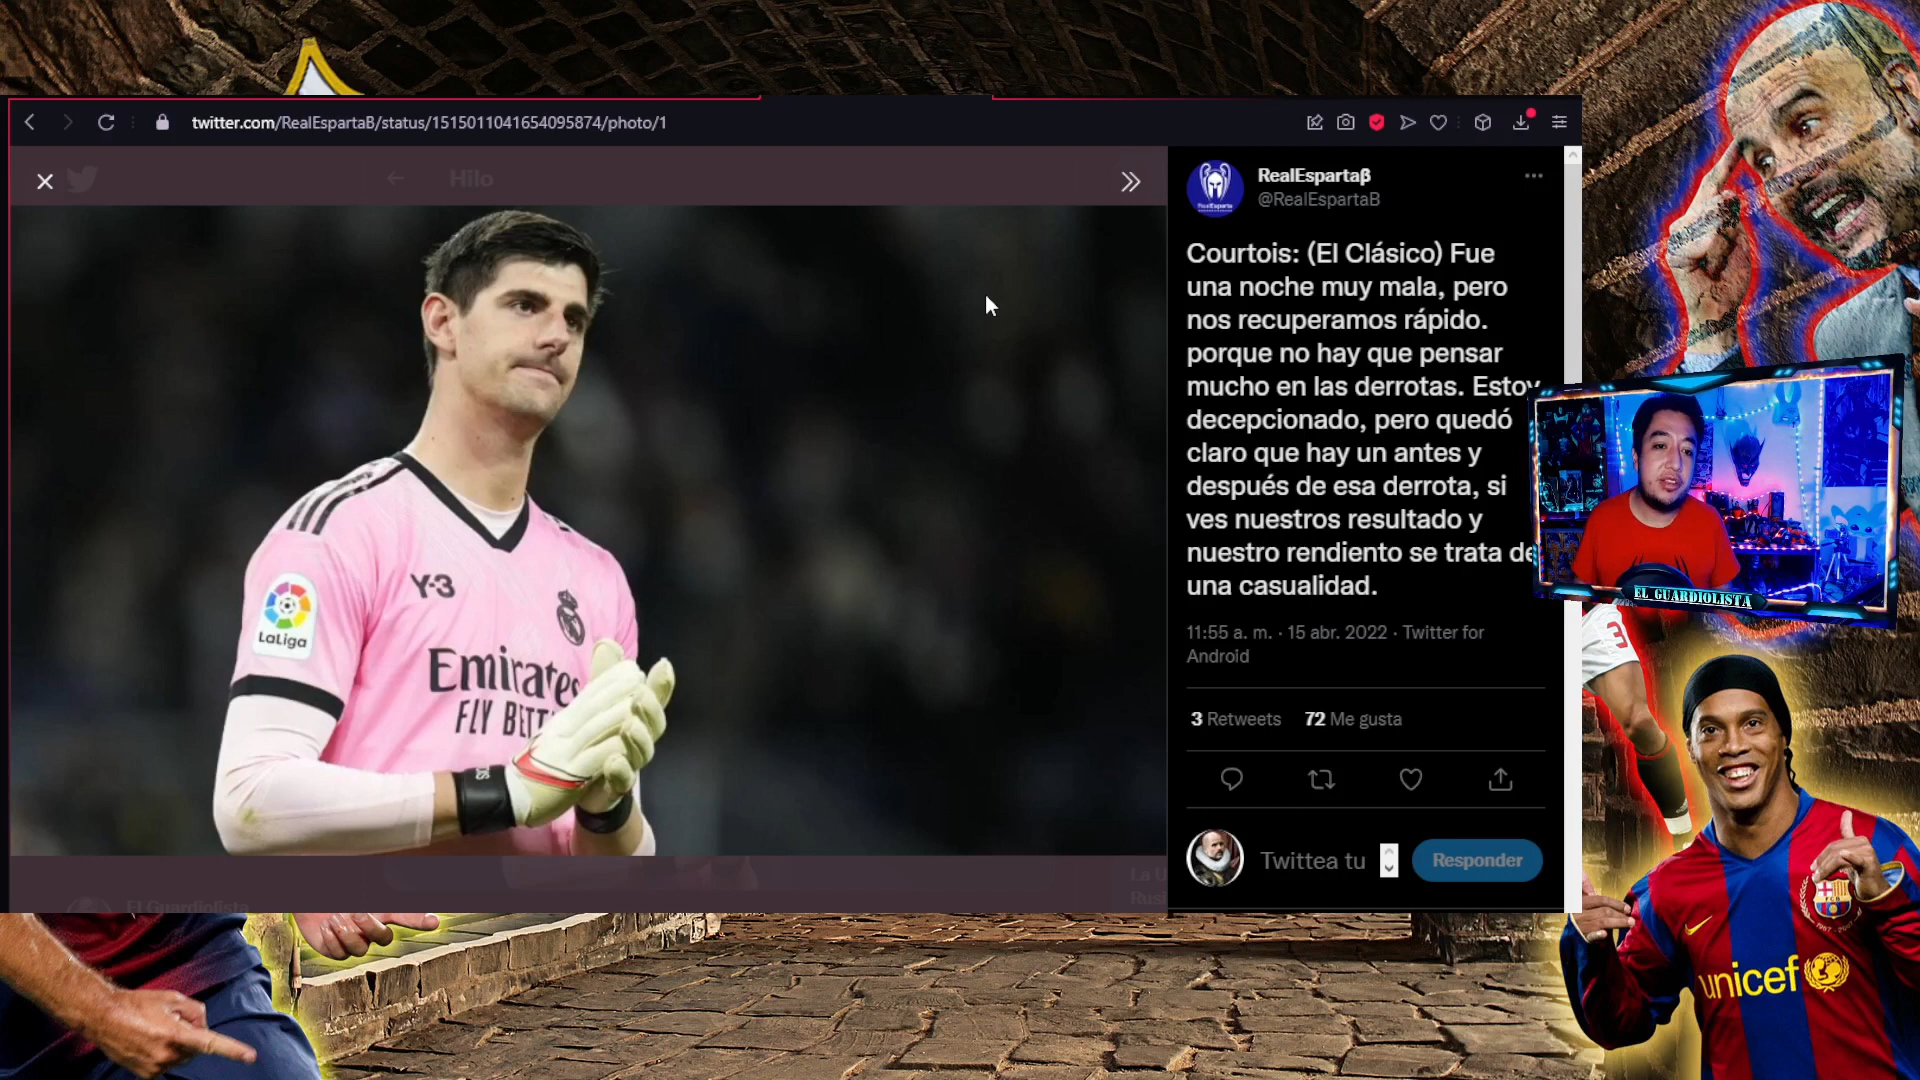 twitter.com/RealEspartaB/status/1515011041654095874/photo/1
Hilo
RealEspartaβ
@RealEspartaB
Courtois: (El Clásico) Fue
una noche muy mala, pero
nos recuperamos rápido.
porque no hay que pensar
mucho en las derrotas. Estoy
decepcionado, pero quedó
claro que hay un antes y
después de esa derrota, si
ves nuestros resultado y
nuestro rendiento se trata de
una casualidad.
11:55 a. m. · 15 abr. 2022 · Twitter for
Android
3 Retweets 72 Me gusta
Twittea tu
Responder
Y-3
LaLiga
Emirates
FLY BETT
El Guardiolista
EL GUARDIOLISTA
3
unicef